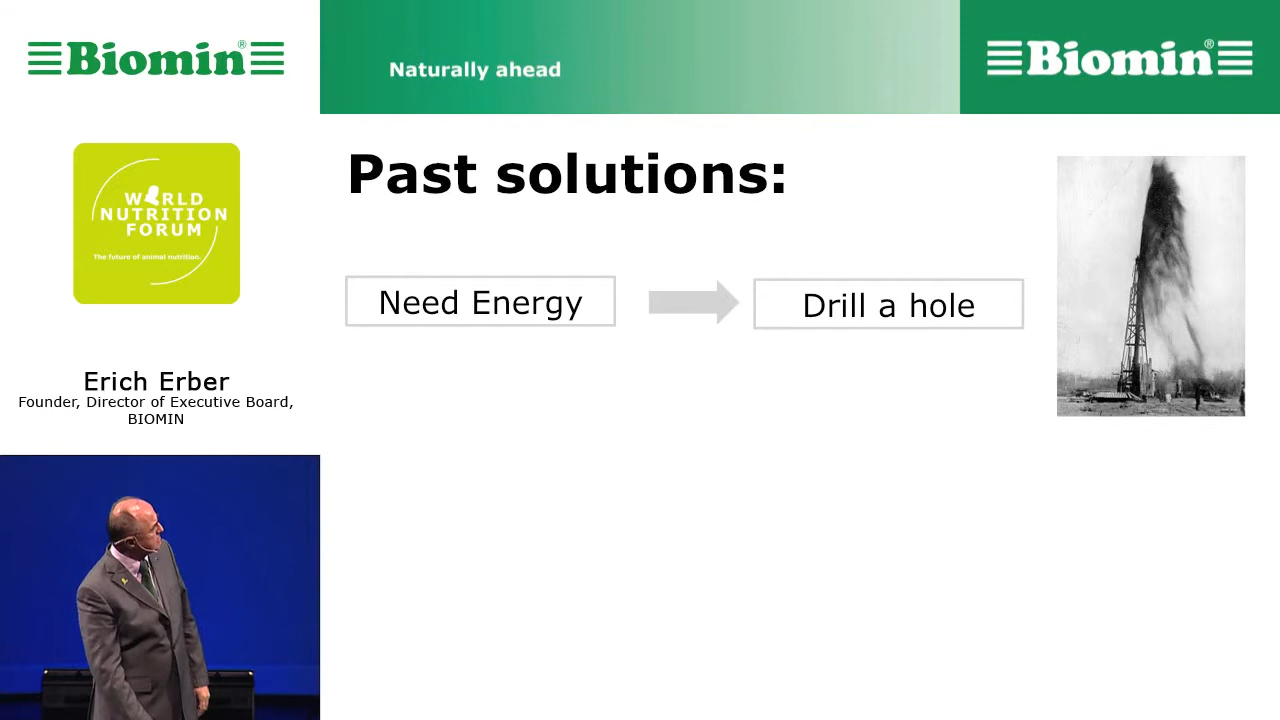 Biomin®
Naturally ahead
Biomin®
WORLD
NUTRITION
FORUM
The future of animal nutrition.
Erich Erber
Founder, Director of Executive Board,
BIOMIN
Past solutions:
Need Energy
Drill a hole